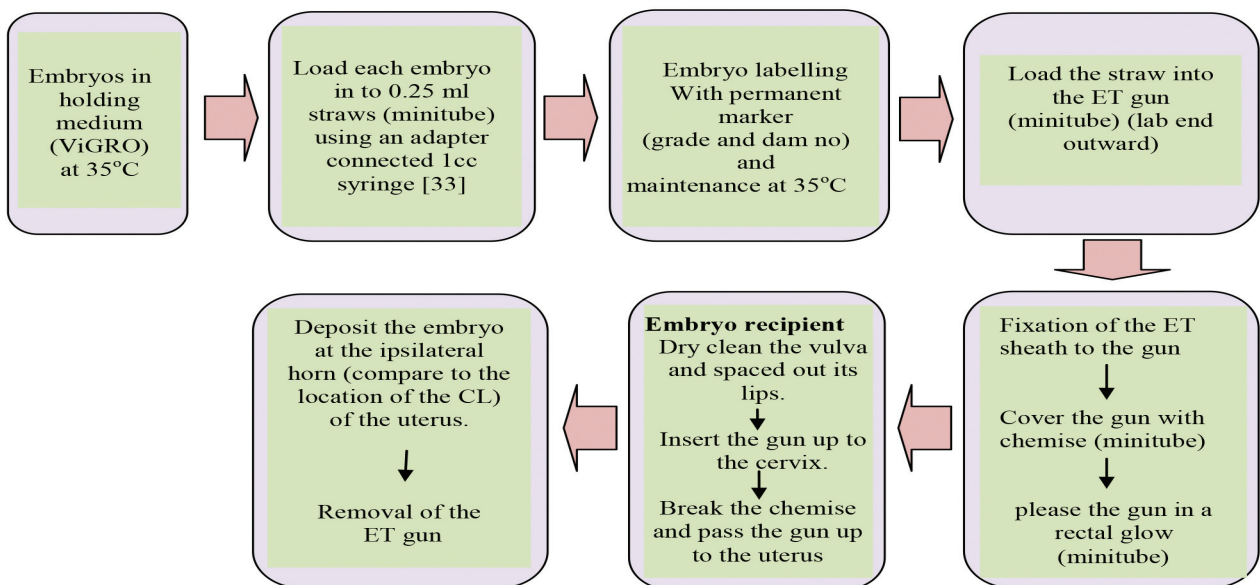 Embryos in
holding
medium
(ViGRO)
at 35°C
Load each embryo
in to 0.25 ml
straws (minitube)
using an adapter
connected 1cc
syringe [33]
Embryo labelling
With permanent
marker
(grade and dam no)
and
maintenance at 35°C
Load the straw into
the ET gun
(minitube) (lab end
outward)
Fixation of the ET
sheath to the gun
Cover the gun with
chemise (minitube)
please the gun in a
rectal glow
(minitube)
Embryo recipient
Dry clean the vulva
and spaced out its
lips.
Insert the gun up to
the cervix.
Break the chemise
and pass the gun up
to the uterus
Deposit the embryo
at the ipsilateral
horn (compare to the
location of the CL)
of the uterus.
Removal of the
ET gun